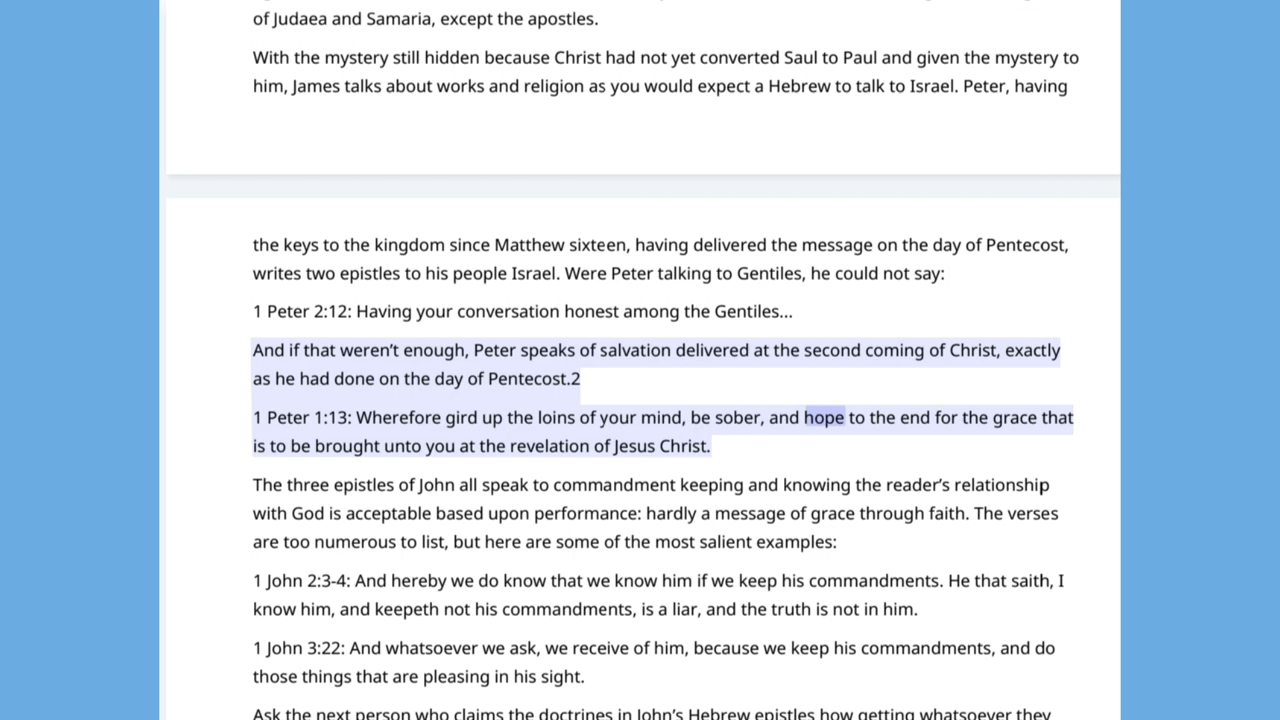 of Judaea and Samaria, except the apostles.
With the mystery still hidden because Christ had not yet converted Saul to Paul and given the mystery to
him, James talks about works and religion as you would expect a Hebrew to talk to Israel. Peter, having
the keys to the kingdom since Matthew sixteen, having delivered the message on the day of Pentecost,
writes two epistles to his people Israel. Were Peter talking to Gentiles, he could not say:
1 Peter 2:12: Having your conversation honest among the Gentiles...
And if that weren't enough, Peter speaks of salvation delivered at the second coming of Christ, exactly
as he had done on the day of Pentecost.2
1 Peter 1:13: Wherefore gird up the loins of your mind, be sober, and hope to the end for the grace that
is to be brought unto you at the revelation of Jesus Christ.
The three epistles of John all speak to commandment keeping and knowing the reader's relationship
with God is acceptable based upon performance: hardly a message of grace through faith. The verses
are too numerous to list, but here are some of the most salient examples:
1 John 2:3-4: And hereby we do know that we know him if we keep his commandments. He that saith, I
know him, and keepeth not his commandments, is a liar, and the truth is not in him.
1 John 3:22: And whatsoever we ask, we receive of him, because we keep his commandments, and do
those things that are pleasing in his sight.
Ask the next person who claims the doctrines in John's Hebrew epistles how getting whatsoever they